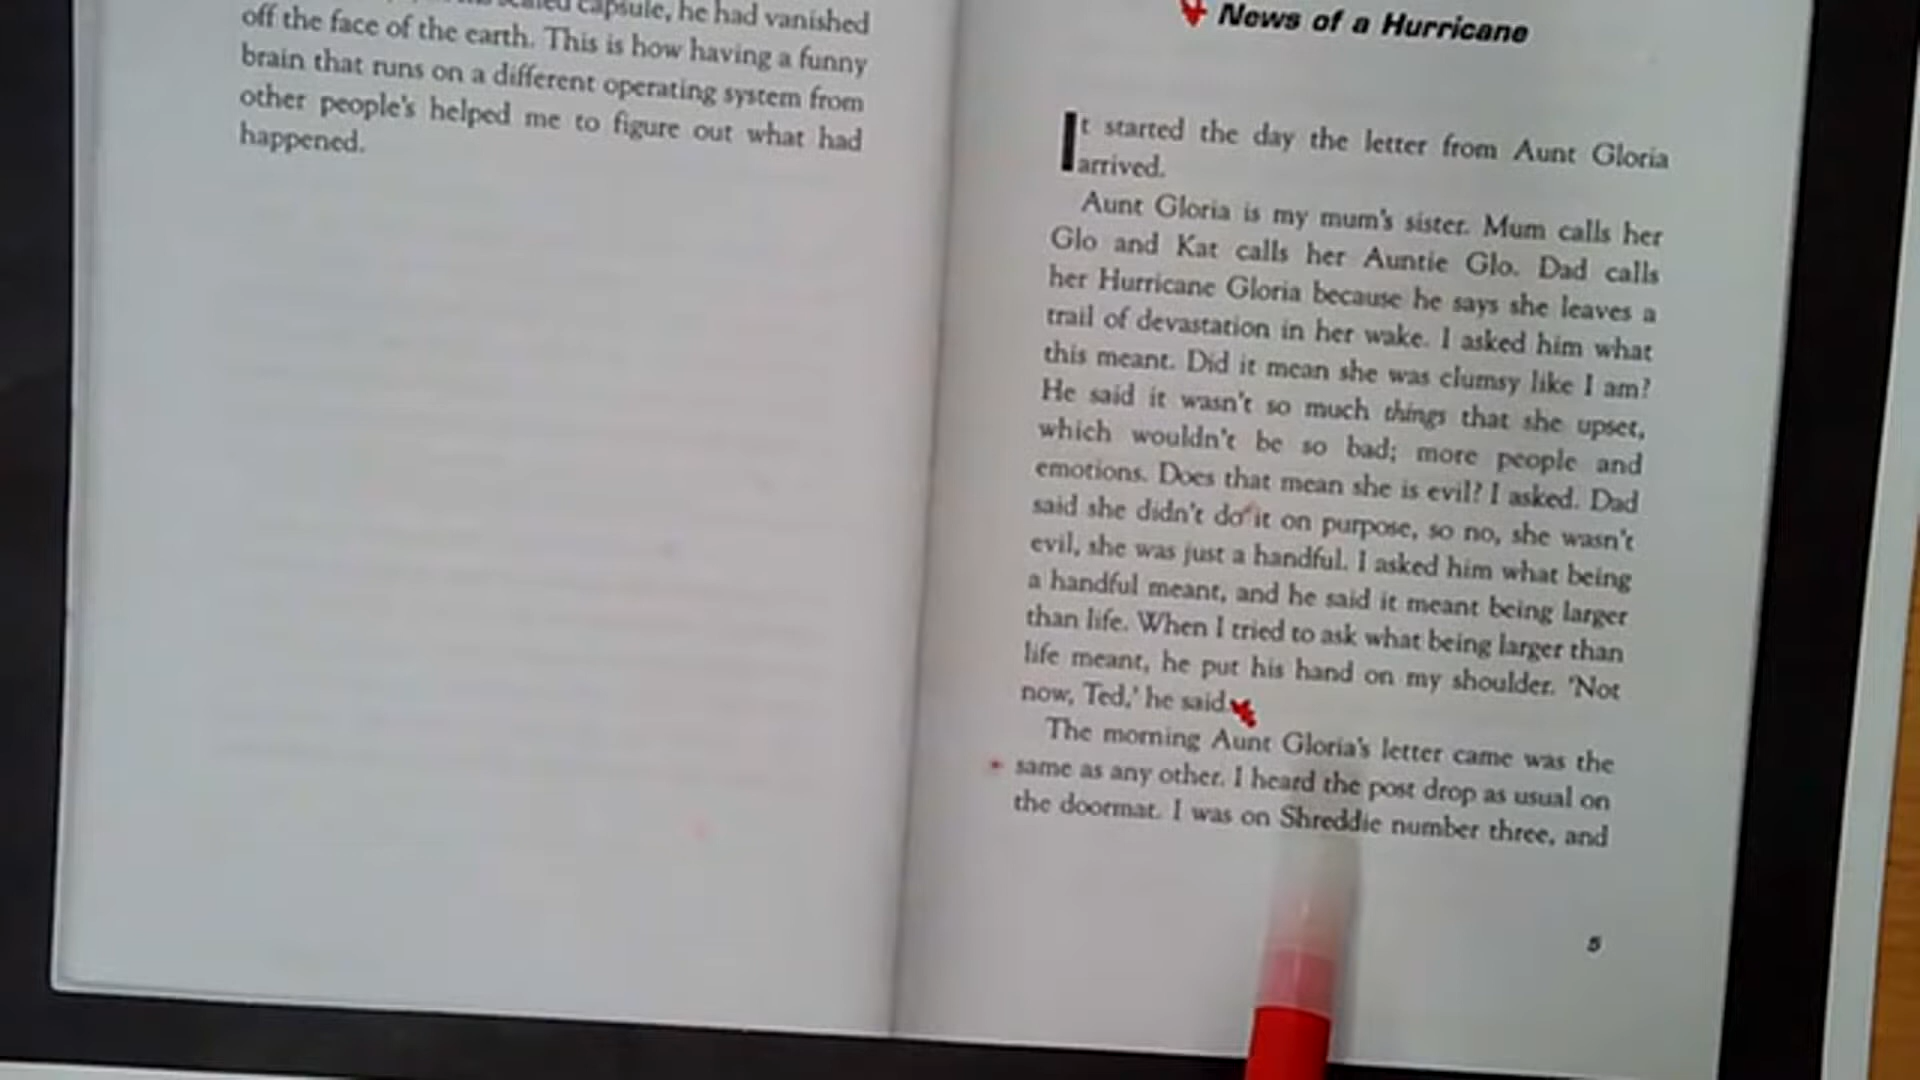 capsule, he had vanished
off the face of the earth. This is how having a funny
brain that runs on a different operating system from
other people's helped me to figure out what had
happened.
News of a Hurricane
It started the day the letter from Aunt Gloria
arrived.
Aunt Gloria is my mum's sister. Mum calls her
Glo and Kat calls her Auntie Glo. Dad calls
her Hurricane Gloria because he says she leaves a
trail of devastation in her wake. I asked him what
this meant. Did it mean she was clumsy like I am?
He said it wasn't so much things that she upset,
which wouldn't be so bad; more people and
emotions. Does that mean she is evil? I asked. Dad
said she didn't do it on purpose, so no, she wasn't
evil, she was just a handful. I asked him what being
a handful meant, and he said it meant being larger
than life. When I tried to ask what being larger than
life meant, he put his hand on my shoulder. 'Not
now, Ted,' he said.
The morning Aunt Gloria's letter came was the
same as any other. I heard the post drop as usual on
the doormat. I was on Shreddie number three, and
5